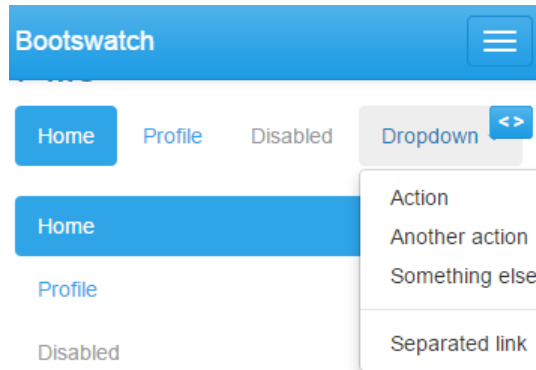 Bootswatch
Home Profile Disabled Dropdown <>
Action
Another action
Something else
Separated link
Home
Profile
Disabled